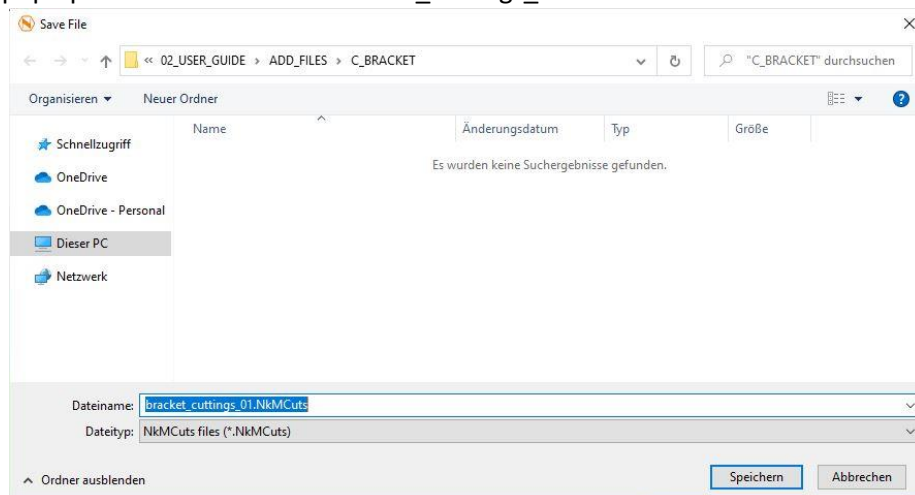 Save File
« 02_USER_GUIDE > ADD_FILES > C_BRACKET
"C_BRACKET" durchsuchen
Organisieren
Neuer Ordner
Name Änderungsdatum Typ Größe
Es wurden keine Suchergebnisse gefunden.
Schnellzugriff
OneDrive
OneDrive - Personal
Dieser PC
Netzwerk
Dateiname: bracket_cuttings_01.NkMCuts
Dateityp: NkMCuts files (*.NkMCuts)
Ordner ausblenden
Speichern Abbrechen